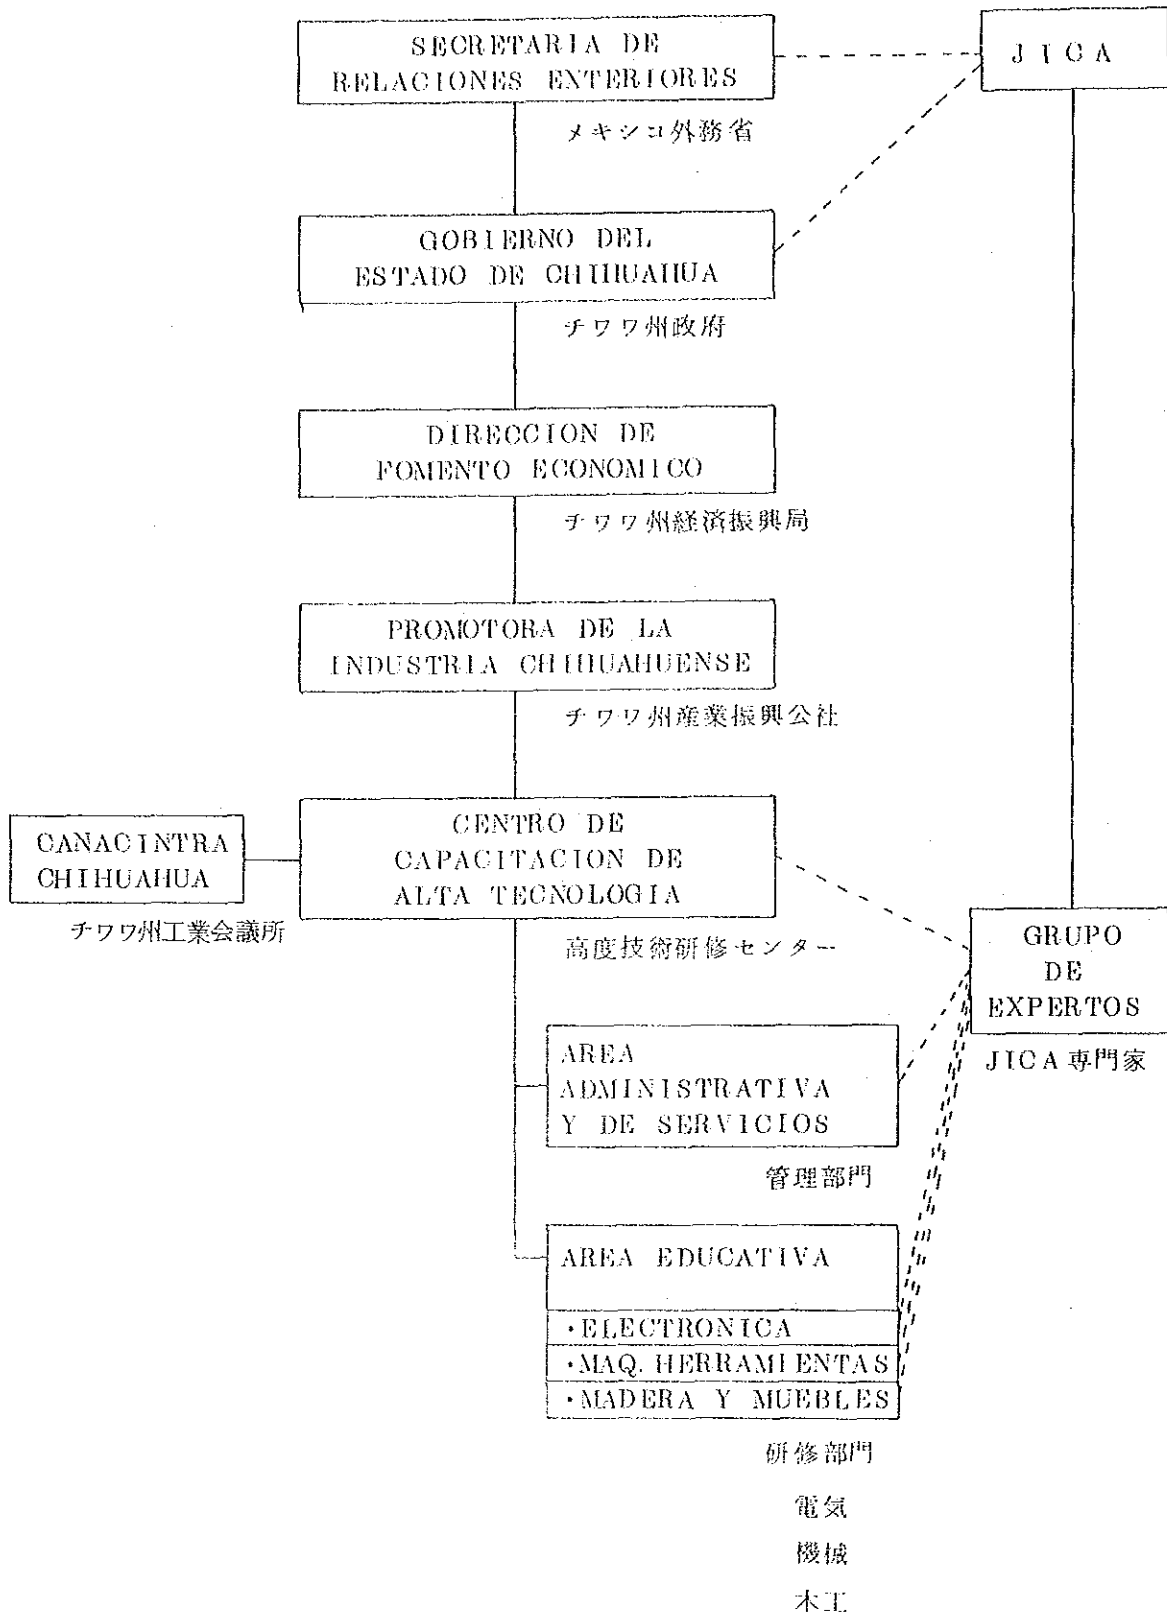 SECRETARIA DE
RELACIONES EXTERIORES
メキシコ外務省
JICA
GOBIERNO DEL
ESTADO DE CHIHUAHUA
チワワ州政府
DIRECCION DE
FOMENTO ECONOMICO
チワワ州経済振興局
PROMOTORA DE LA
INDUSTRIA CHIHUAHUENSE
チワワ州産業振興公社
CANACINTRA
CHIHUAHUA
チワワ州工業会議所
CENTRO DE
CAPACITACION DE
ALTA TECNOLOGIA
高度技術研修センター
GRUPO
DE
EXPERTOS
JICA専門家
AREA
ADMINISTRATIVA
Y DE SERVICIOS
管理部門
AREA EDUCATIVA
・ELECTRONICA
・MAQ. HERRAMIENTAS
・MADERA Y MUEBLES
研修部門
電気
機械
木工